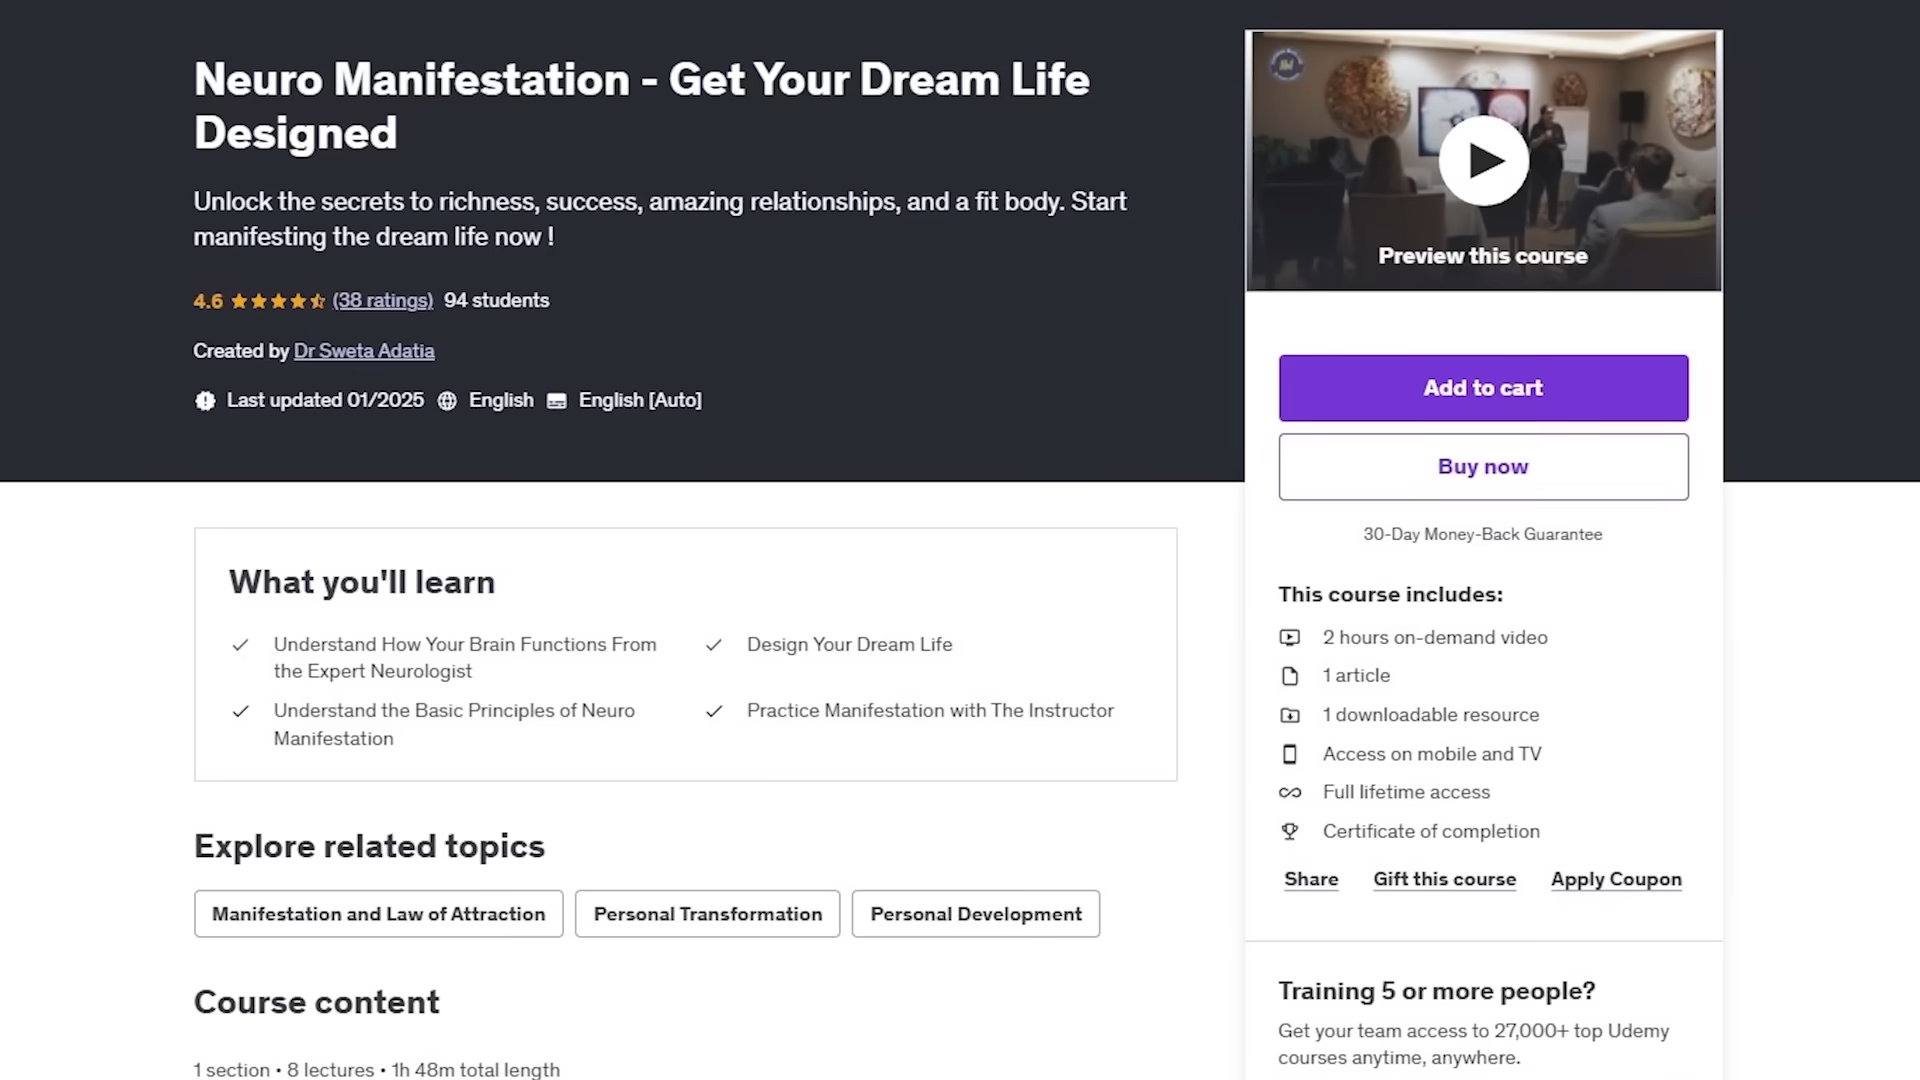 Neuro Manifestation - Get Your Dream Life
Designed
Unlock the secrets to richness, success, amazing relationships, and a fit body. Start
manifesting the dream life now !
4.6 (38 ratings) 94 students
Created by Dr Sweta Adatia
Last updated 01/2025 English English [Auto]
Preview this course
Add to cart
Buy now
30-Day Money-Back Guarantee
This course includes:
2 hours on-demand video
1 article
1 downloadable resource
Access on mobile and TV
Full lifetime access
Certificate of completion
Share Gift this course Apply Coupon
Training 5 or more people?
Get your team access to 27,000+ top Udemy
courses anytime, anywhere.
What you'll learn
Understand How Your Brain Functions From
the Expert Neurologist
Design Your Dream Life
Understand the Basic Principles of Neuro
Manifestation
Practice Manifestation with The Instructor
Explore related topics
Manifestation and Law of Attraction
Personal Transformation
Personal Development
Course content
1 section • 8 lectures • 1h 48m total length